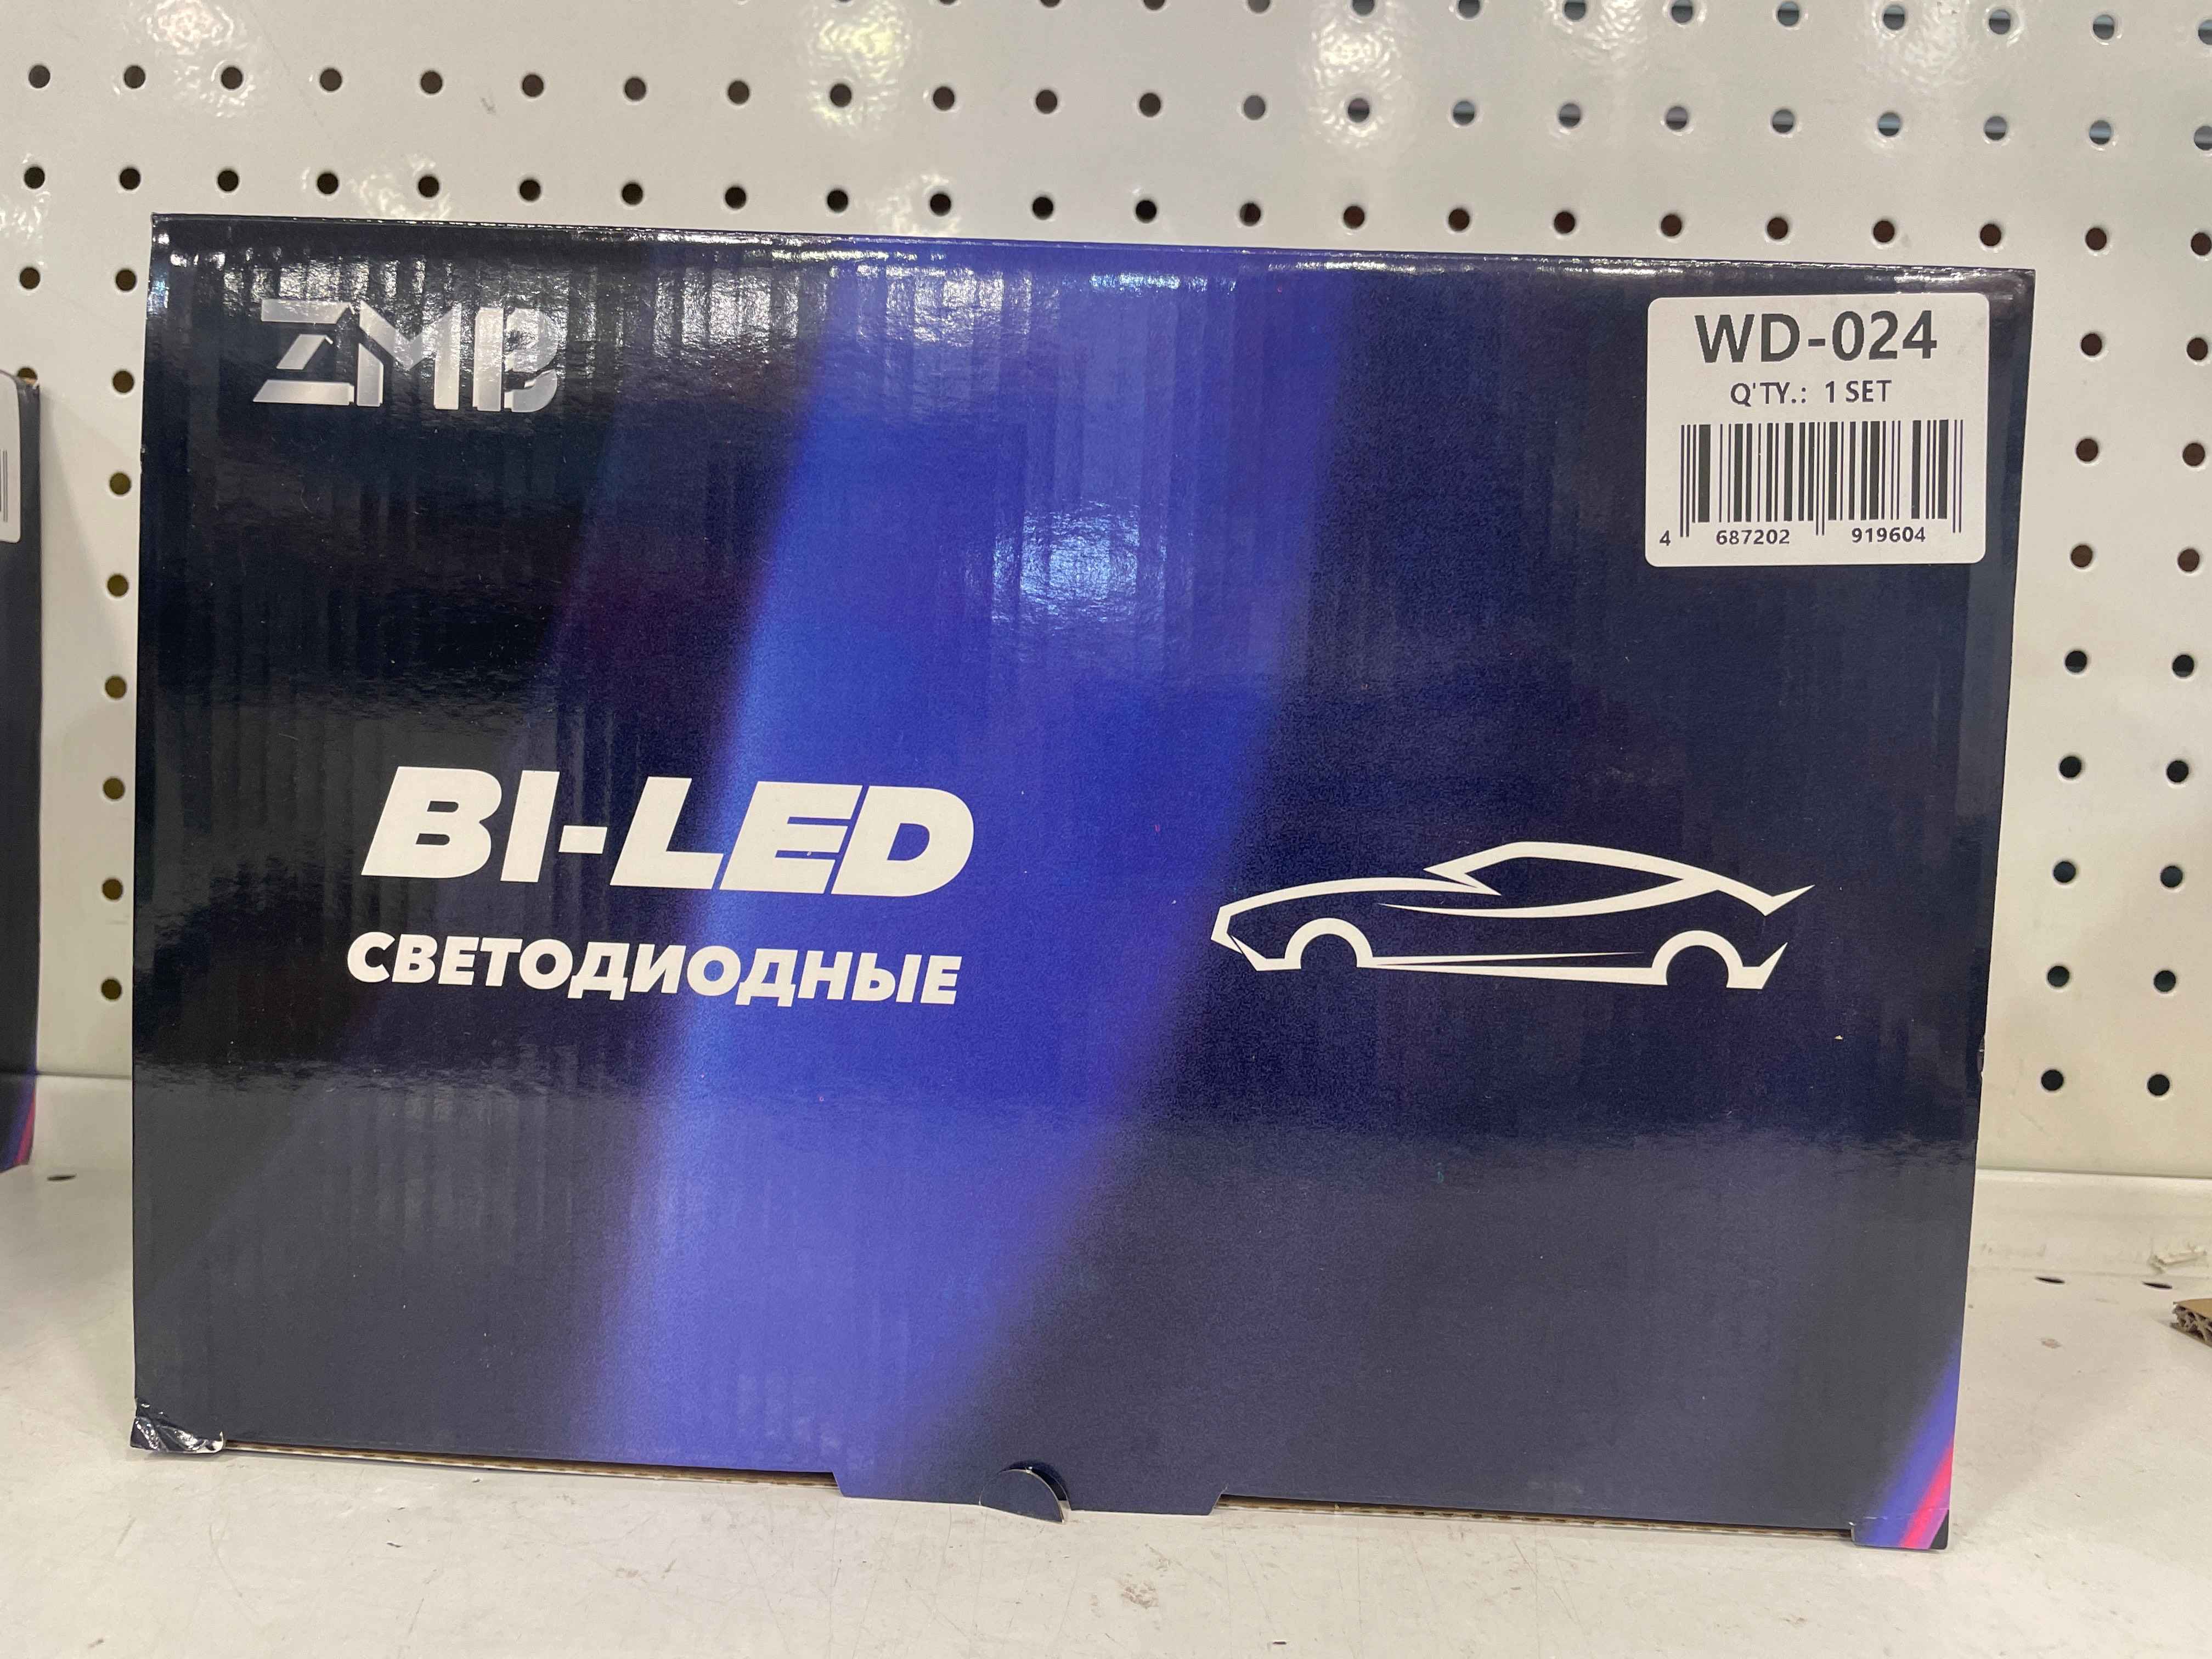 ZMB
WD-024
Q'TY.: 1 SET
4 687202 919604
BI-LED
СВЕТОДИОДНЫЕ